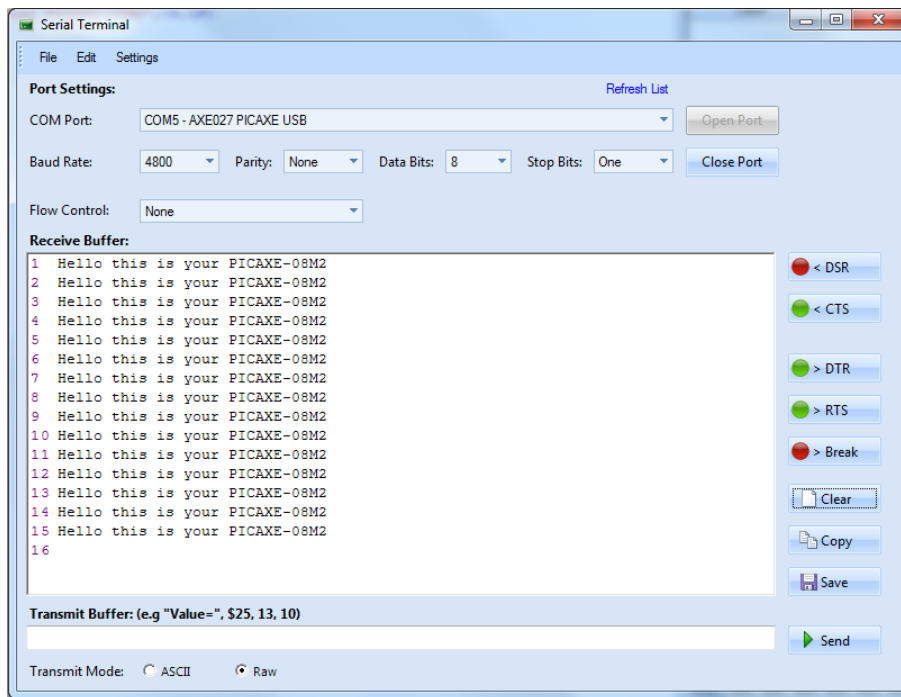 Serial Terminal
File Edit Settings
Port Settings: Refresh List
COM Port: COM5 - AXE027 PICAXE USB Open Port
Baud Rate: 4800 Parity: None Data Bits: 8 Stop Bits: One Close Port
Flow Control: None
Receive Buffer:
1 Hello this is your PICAXE-08M2
2 Hello this is your PICAXE-08M2
3 Hello this is your PICAXE-08M2
4 Hello this is your PICAXE-08M2
5 Hello this is your PICAXE-08M2
6 Hello this is your PICAXE-08M2
7 Hello this is your PICAXE-08M2
8 Hello this is your PICAXE-08M2
9 Hello this is your PICAXE-08M2
10 Hello this is your PICAXE-08M2
11 Hello this is your PICAXE-08M2
12 Hello this is your PICAXE-08M2
13 Hello this is your PICAXE-08M2
14 Hello this is your PICAXE-08M2
15 Hello this is your PICAXE-08M2
16
< DSR
< CTS
> DTR
> RTS
> Break
Clear
Copy
Save
Transmit Buffer: (e.g "Value=", $25, 13, 10)
Send
Transmit Mode: ASCII Raw